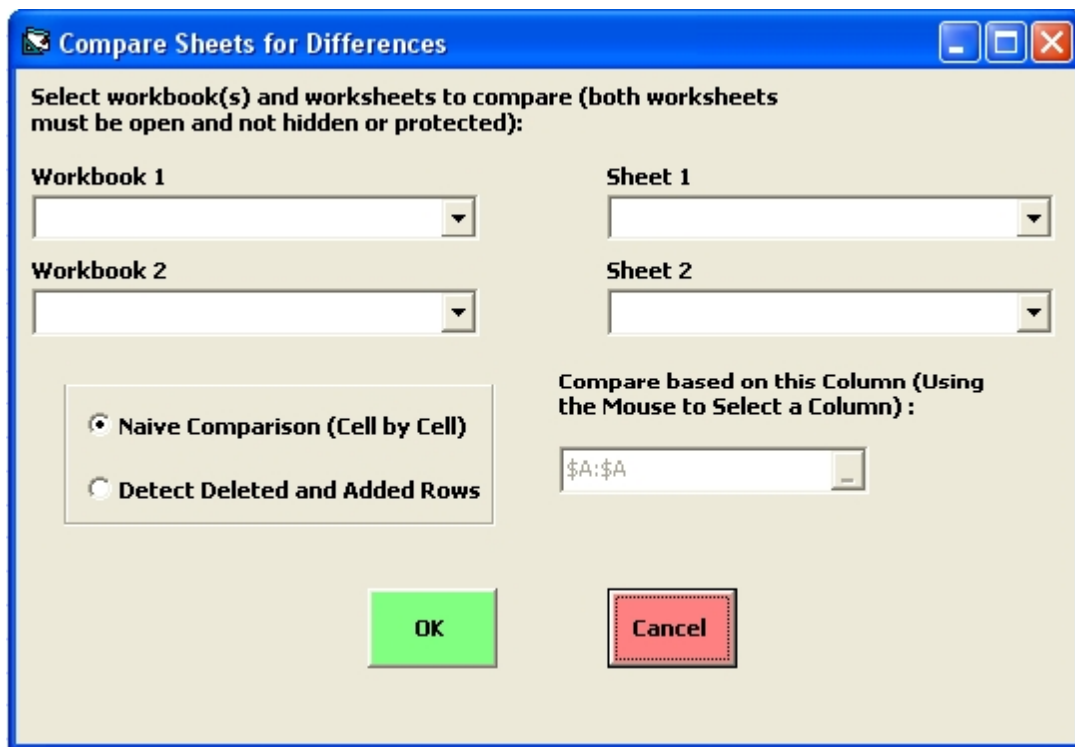 Compare Sheets for Differences
Select workbook(s) and worksheets to compare (both worksheets
must be open and not hidden or protected):
Workbook 1
Sheet 1
Workbook 2
Sheet 2
Compare based on this Column (Using
the Mouse to Select a Column) :
Naive Comparison (Cell by Cell)
$A:$A
Detect Deleted and Added Rows
OK
Cancel